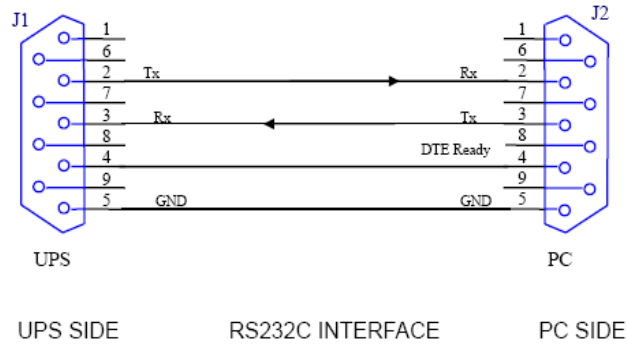 J1 J2
1 1
6 6
2 Tx Rx 2
7 7
3 Rx Tx 3
8 8
DTE Ready
4 4
9 9
5 GND GND 5
UPS PC
UPS SIDE RS232C INTERFACE PC SIDE